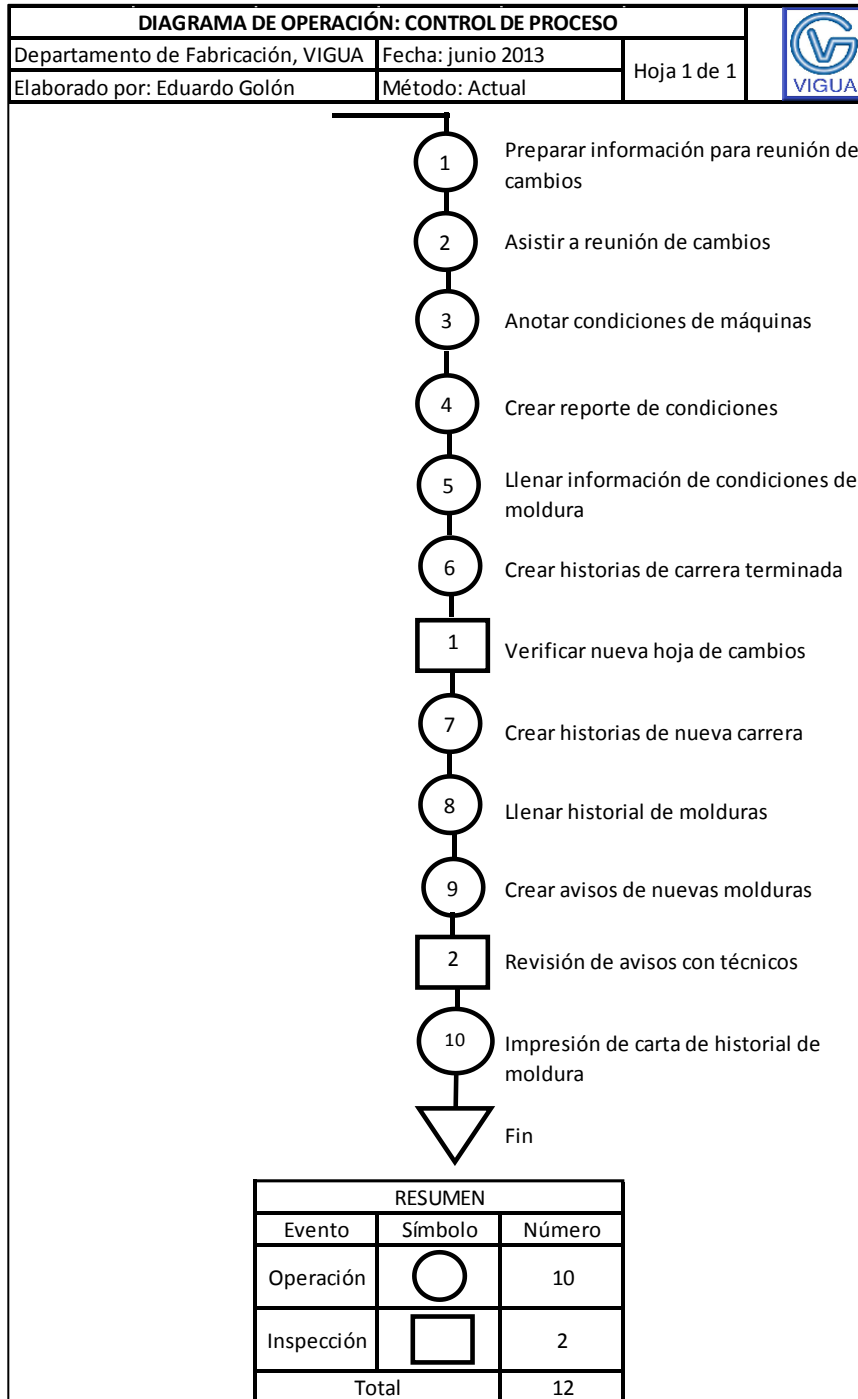 DIAGRAMA DE OPERACIÓN: CONTROL DE PROCESO
Departamento de Fabricación, VIGUA
Fecha: junio 2013
Hoja 1 de 1
Elaborado por: Eduardo Golón
Método: Actual
VG
VIGUA
1
Preparar información para reunión de
cambios
2
Asistir a reunión de cambios
3
Anotar condiciones de máquinas
4
Crear reporte de condiciones
5
Llenar información de condiciones de
moldura
6
Crear historias de carrera terminada
1
Verificar nueva hoja de cambios
7
Crear historias de nueva carrera
8
Llenar historial de molduras
9
Crear avisos de nuevas molduras
2
Revisión de avisos con técnicos
10
Impresión de carta de historial de
moldura
Fin
RESUMEN
Evento Símbolo Número
Operación 10
Inspección 2
Total 12